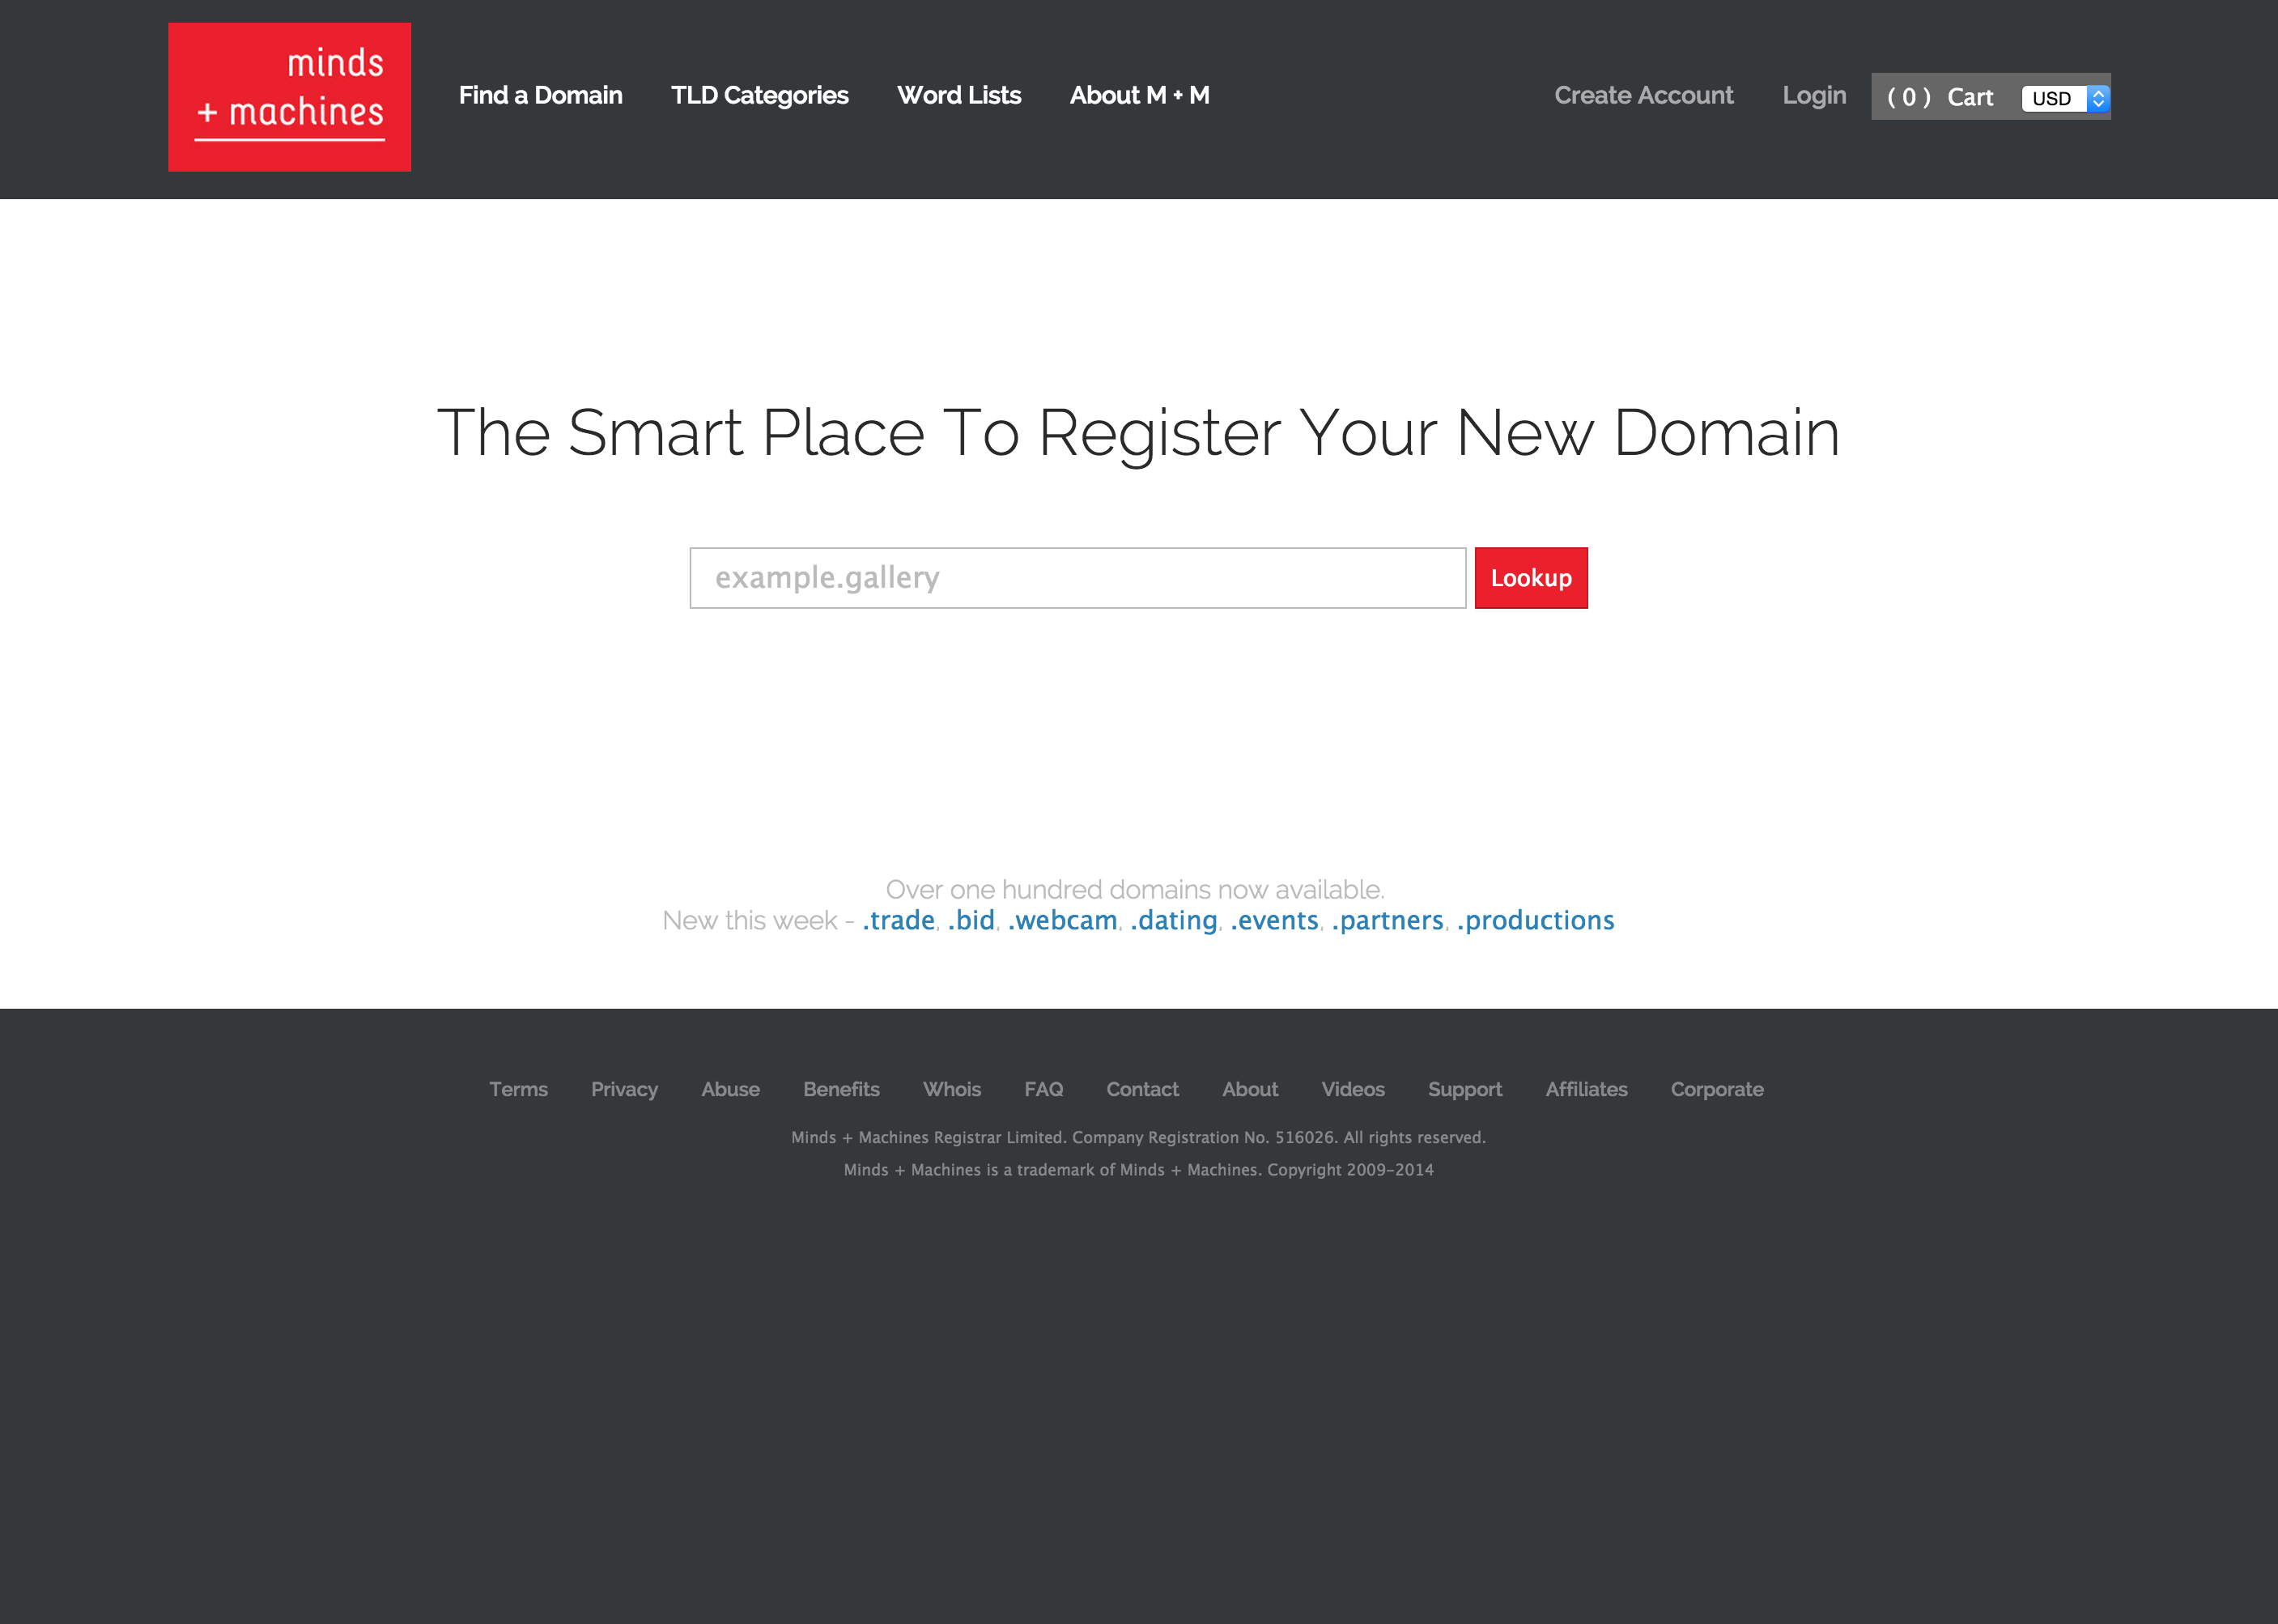 minds
+ machines
Find a Domain TLD Categories Word Lists About M + M Create Account Login ( 0 ) Cart USD
The Smart Place To Register Your New Domain
example.gallery Lookup
Over one hundred domains now available.
New this week - .trade, .bid, .webcam, .dating, .events, .partners, .productions
Terms Privacy Abuse Benefits Whois FAQ Contact About Videos Support Affiliates Corporate
Minds + Machines Registrar Limited. Company Registration No. 516026. All rights reserved.
Minds + Machines is a trademark of Minds + Machines. Copyright 2009-2014